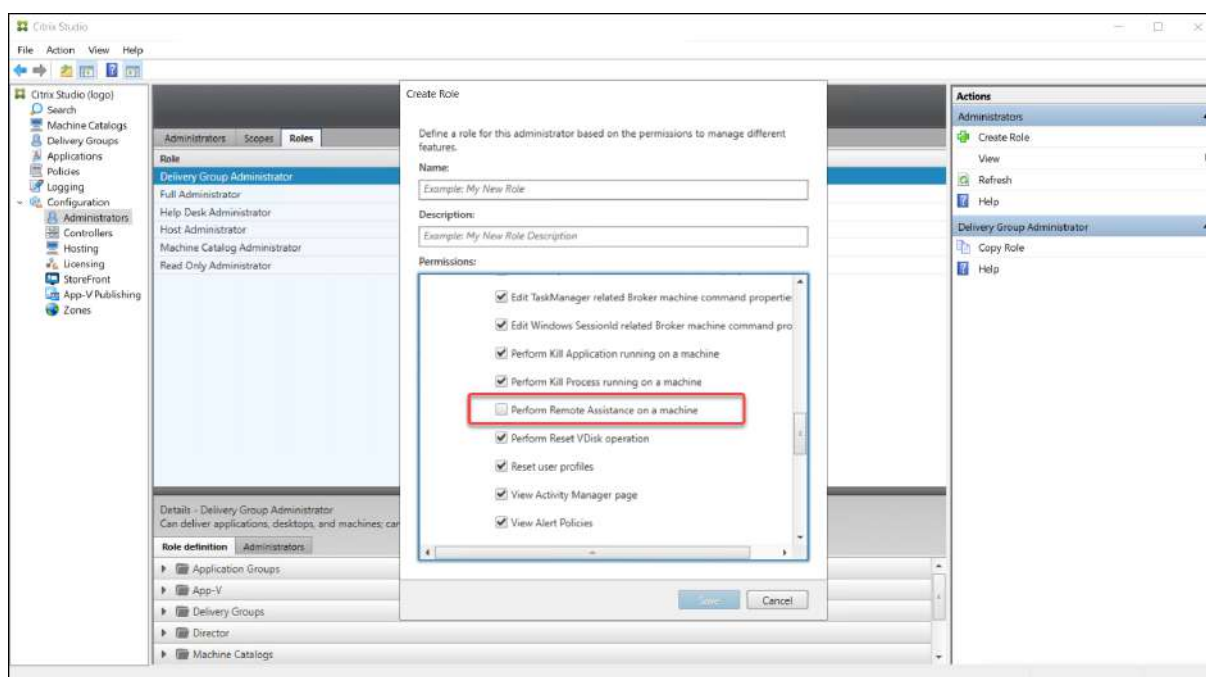 Citrix Studio
File Action View Help
Citrix Studio (logo)
Search
Machine Catalogs
Delivery Groups
Applications
Policies
Logging
Configuration
Administrators
Controllers
Hosting
Licensing
StoreFront
App-V Publishing
Zones
Administrators Scopes Roles
Role
Delivery Group Administrator
Full Administrator
Help Desk Administrator
Host Administrator
Machine Catalog Administrator
Read Only Administrator
Details - Delivery Group Administrator
Can deliver applications, desktops, and machines; car
Role definition Administrators
Application Groups
App-V
Delivery Groups
Director
Machine Catalogs
Create Role
Define a role for this administrator based on the permissions to manage different
features.
Name:
Example: My New Role
Description:
Example: My New Role Description
Permissions:
Edit TaskManager related Broker machine command propertie
Edit Windows SessionId related Broker machine command pro
Perform Kill Application running on a machine
Perform Kill Process running on a machine
Perform Remote Assistance on a machine
Perform Reset VDisk operation
Reset user profiles
View Activity Manager page
View Alert Policies
Save Cancel
Actions
Administrators
Create Role
View
Refresh
Help
Delivery Group Administrator
Copy Role
Help